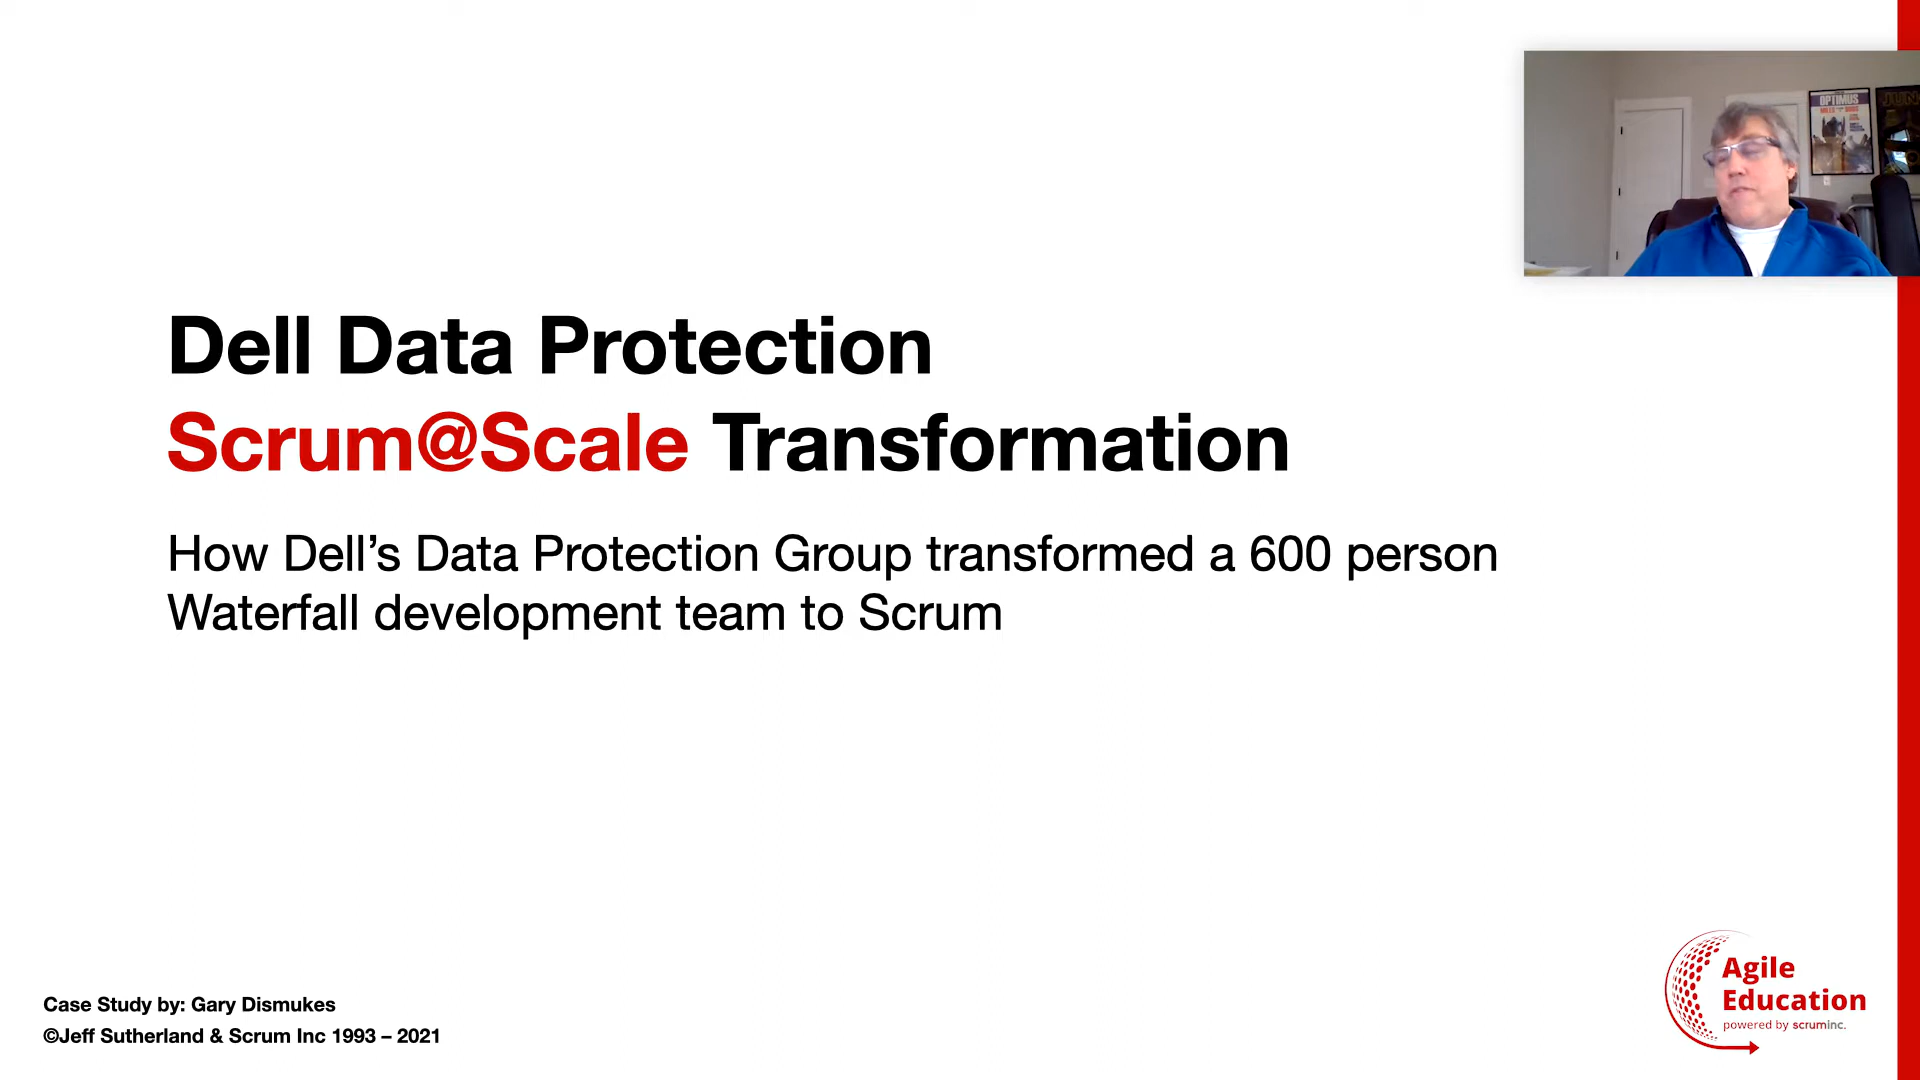 OPTIMUS
Dell Data Protection
Scrum@Scale Transformation
How Dell’s Data Protection Group transformed a 600 person
Waterfall development team to Scrum
Case Study by: Gary Dismukes
©Jeff Sutherland & Scrum Inc 1993 – 2021
Agile
Education
powered by scruminc.